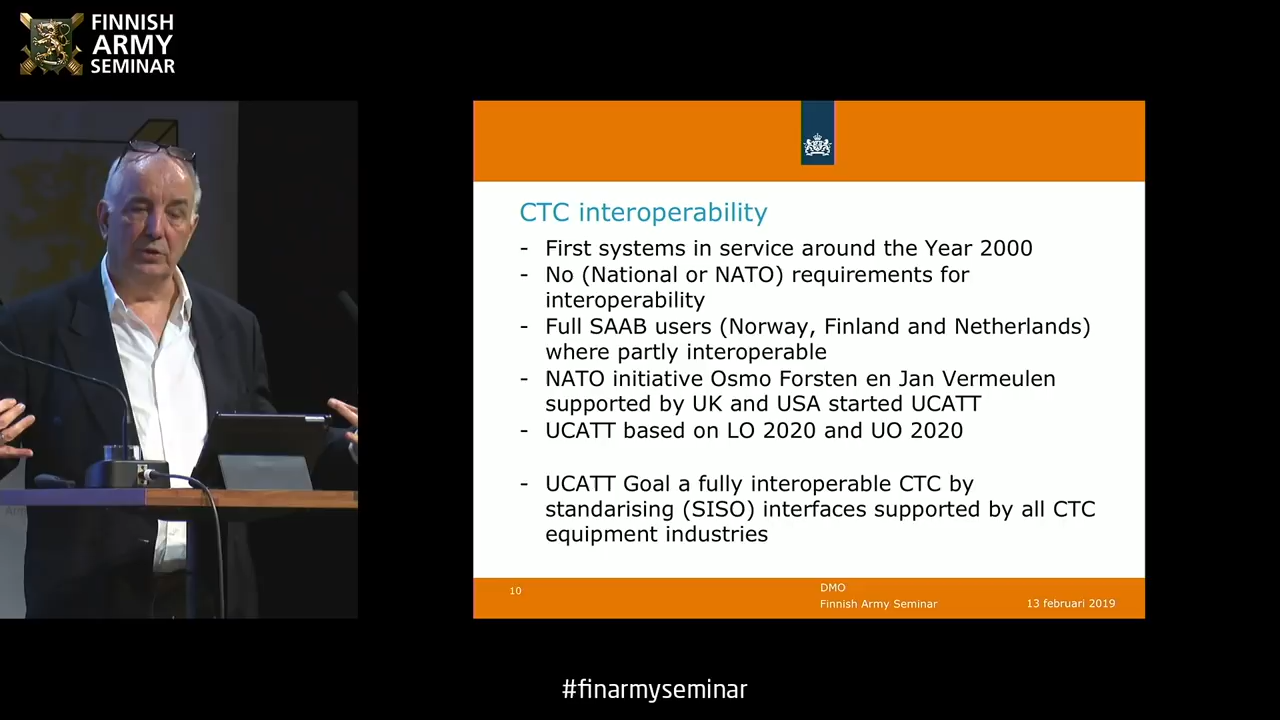 FINNISH
ARMY
SEMINAR
CTC interoperability
- First systems in service around the Year 2000
- No (National or NATO) requirements for
interoperability
- Full SAAB users (Norway, Finland and Netherlands)
where partly interoperable
- NATO initiative Osmo Forsten en Jan Vermeulen
supported by UK and USA started UCATT
- UCATT based on LO 2020 and UO 2020
- UCATT Goal a fully interoperable CTC by
standarising (SISO) interfaces supported by all CTC
equipment industries
10
DMO
Finnish Army Seminar
13 februari 2019
#finarmyseminar